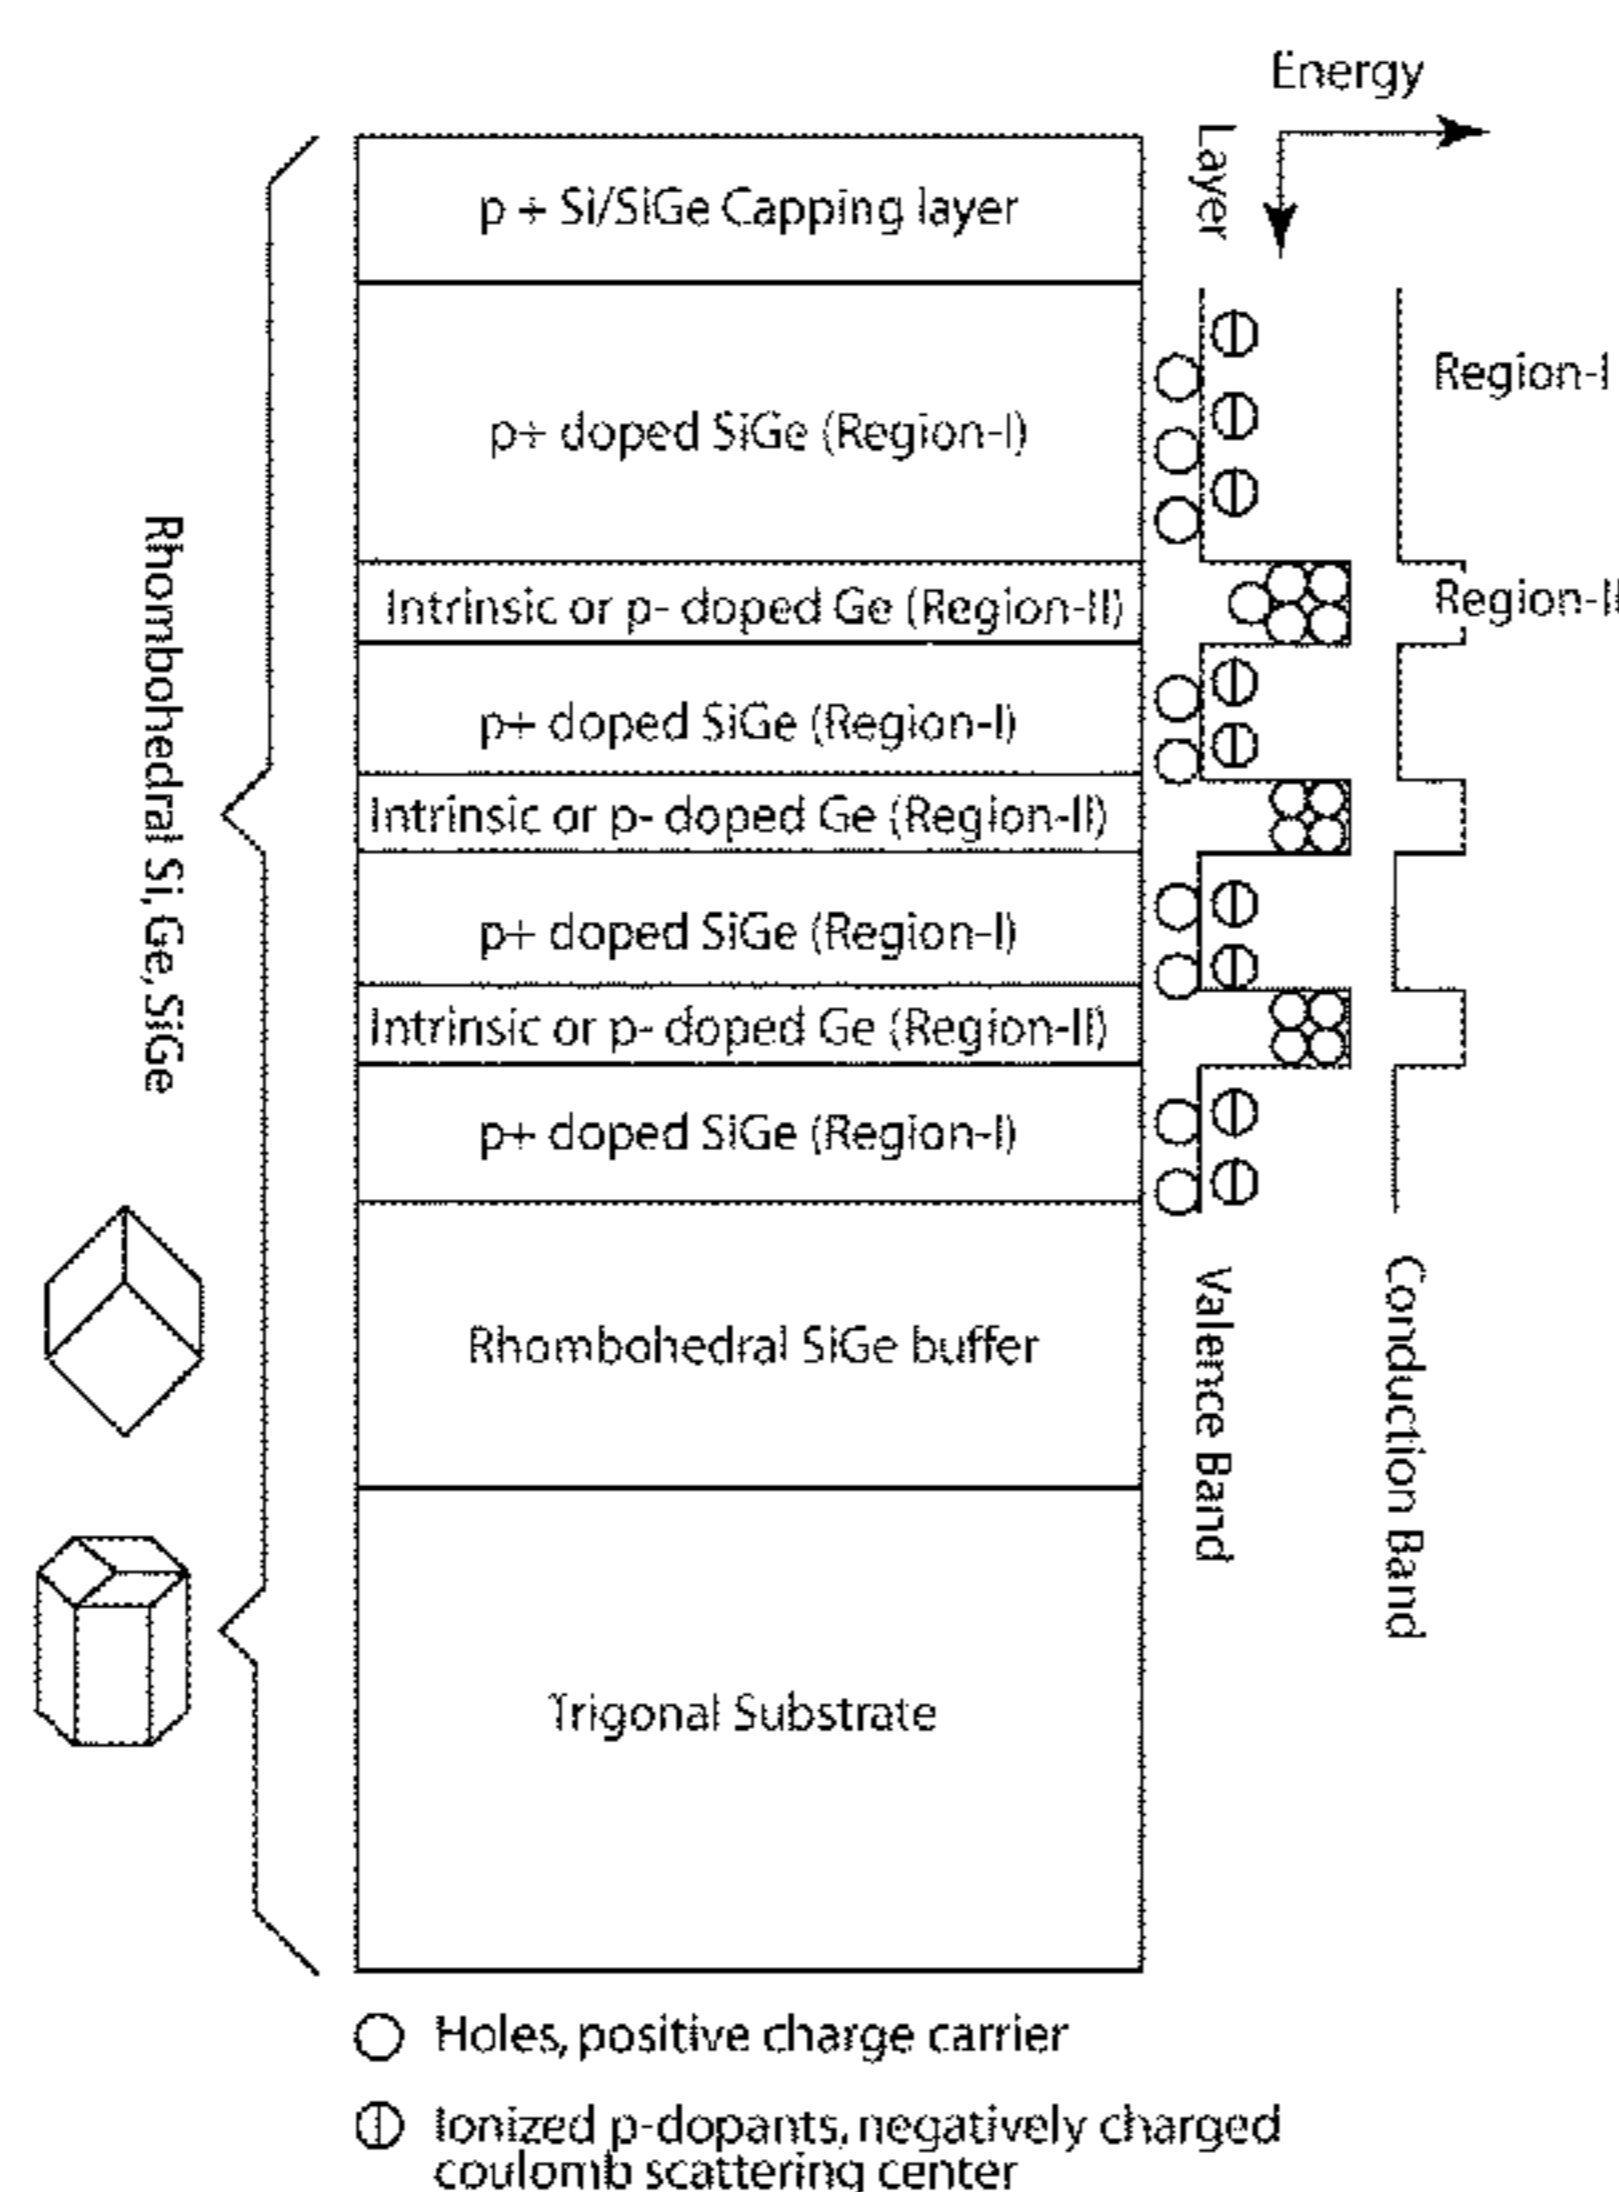 Energy
Layer
p + Si/SiGe Capping layer
p+ doped SiGe (Region-I)
Region-I
Intrinsic or p- doped Ge (Region-II)
Region-II
p+ doped SiGe (Region-I)
Intrinsic or p- doped Ge (Region-II)
p+ doped SiGe (Region-I)
Intrinsic or p- doped Ge (Region-II)
p+ doped SiGe (Region-I)
Rhombohedral Si, Ge, SiGe
Rhombohedral SiGe buffer
Valence Band
Conduction Band
Trigonal Substrate
Holes, positive charge carrier
Ionized p-dopants, negatively charged
coulomb scattering center